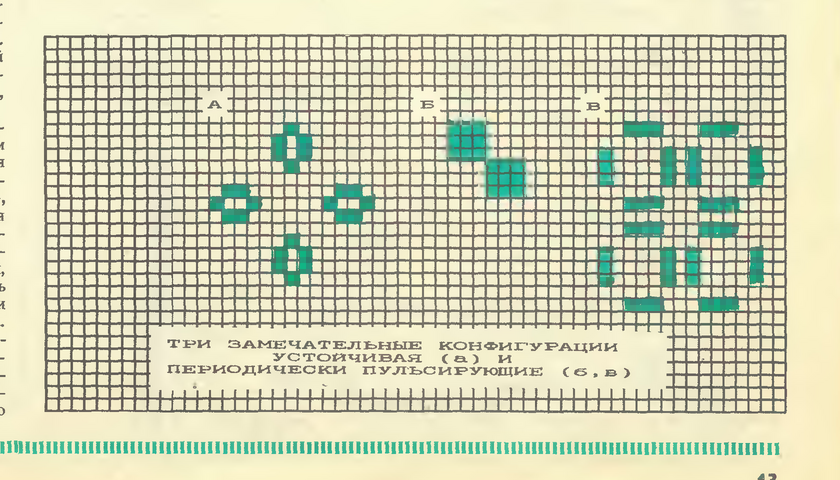 А
Б
В
ТРИ ЗАМЕЧАТЕЛЬНЫЕ КОНФИГУРАЦИИ
УСТОЙЧИВАЯ (а) И
ПЕРИОДИЧЕСКИ ПУЛЬСИРУЮЩИЕ (б,в)